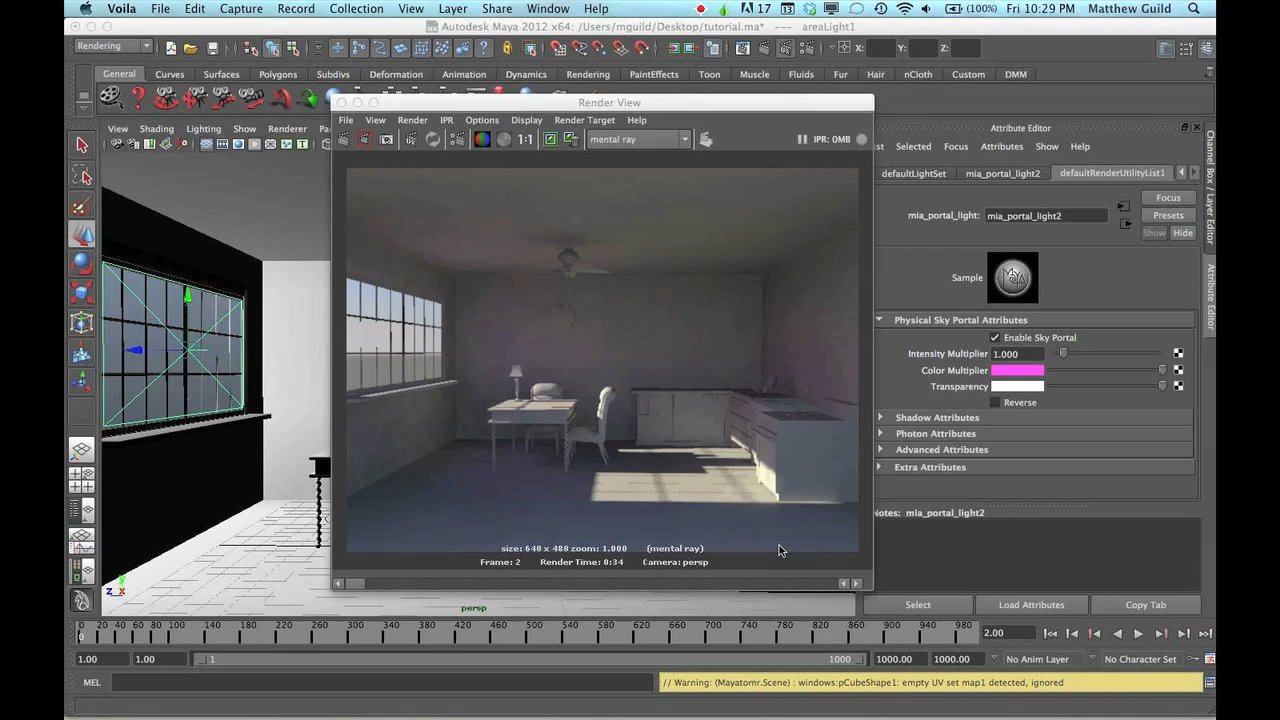 Voila File Edit Capture Record Collection View Layer Share Window Help 17 13 (100%) Fri 10:29 PM Matthew Guild
Autodesk Maya 2012 x64: /Users/mguild/Desktop/tutorial.ma* --- areaLight1
Rendering X: Y: Z:
General Curves Surfaces Polygons Subdivs Deformation Animation Dynamics Rendering PaintEffects Toon Muscle Fluids Fur Hair nCloth Custom DMM
Render View
File View Render IPR Options Display Render Target Help
1:1 mental ray IPR: 0MB
View Shading Lighting Show Renderer
size: 640 x 480 zoom: 1.000 (mental ray)
Frame: 2 Render Time: 0:34 Camera: persp
persp
Attribute Editor
Selected Focus Attributes Show Help
defaultLightSet mia_portal_light2 defaultRenderUtilityList1
Focus
mia_portal_light: mia_portal_light2 Presets
Show Hide
Sample
MAYA
Physical Sky Portal Attributes
Enable Sky Portal
Intensity Multiplier 1.000
Color Multiplier
Transparency
Reverse
Shadow Attributes
Photon Attributes
Advanced Attributes
Extra Attributes
Notes: mia_portal_light2
Select Load Attributes Copy Tab
Channel Box / Layer Editor
Attribute Editor
0 20 40 60 80 100 140 180 220 260 300 340 380 420 460 500 540 580 620 660 700 740 780 820 860 900 940 980 2.00
0
1.00 1.00 1 1000 1000.00 1000.00 No Anim Layer No Character Set
MEL // Warning: (Mayatomr.Scene) : windows:pCubeShape1: empty UV set map1 detected, ignored